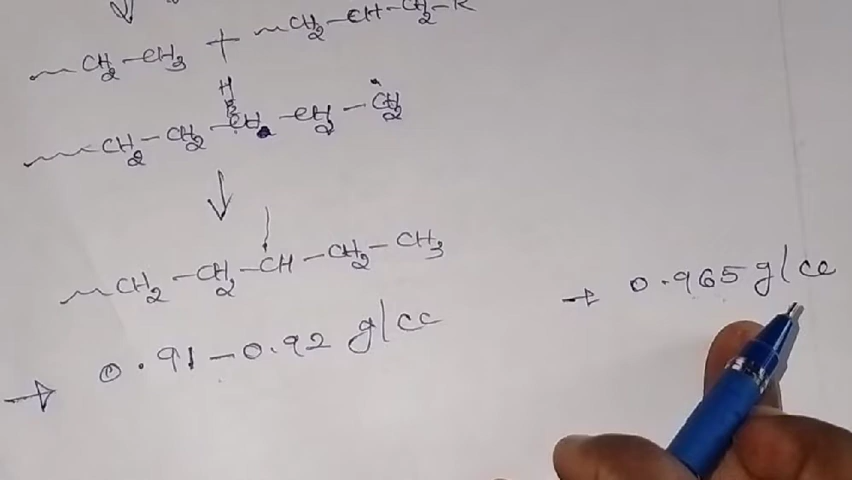 ~CH2-CH3 + ~CH2-CH-CH2-R
H
~CH2-CH2-CH2-CH2-CH2
~CH2-CH2-CH-CH2-CH3
→ 0.965 g/cc
→ 0.91-0.92 g/cc